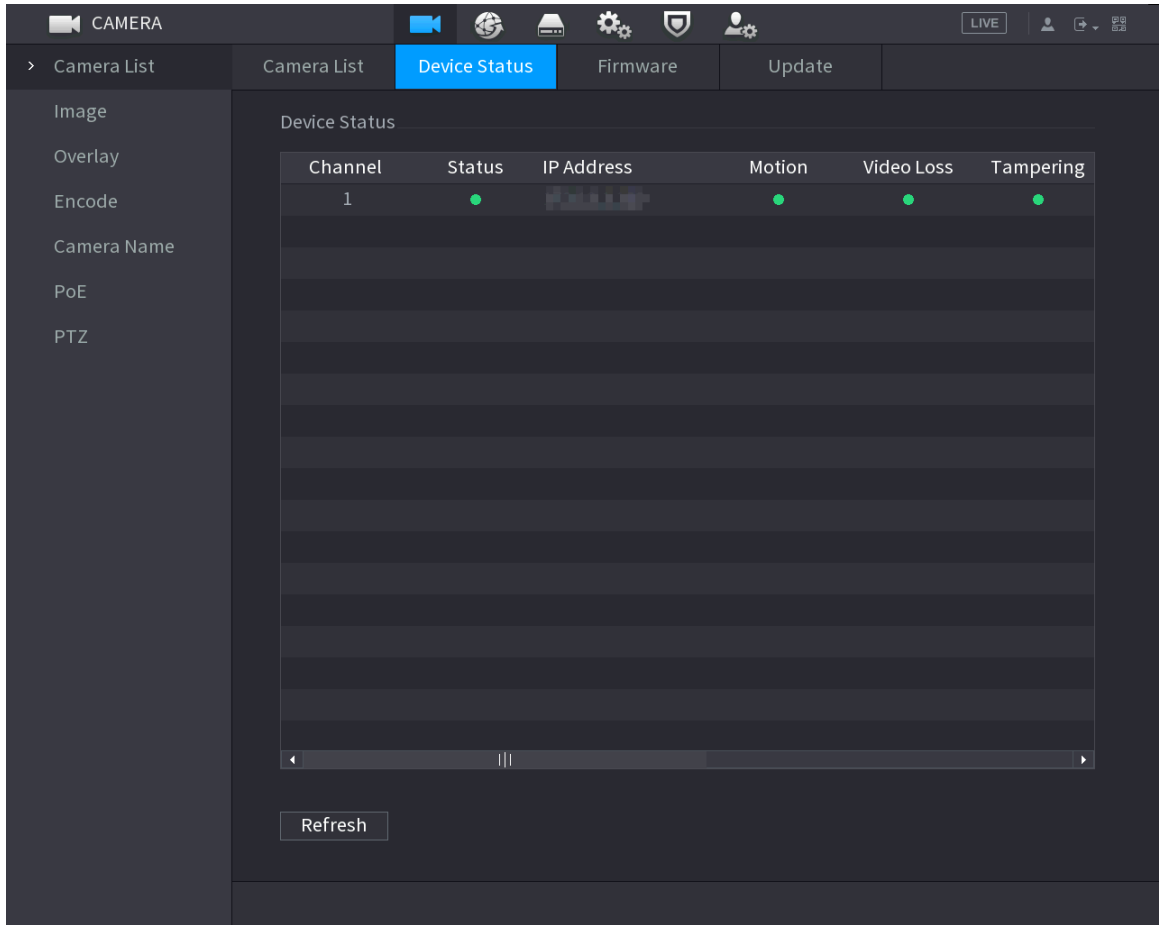 CAMERA LIVE
Camera List
Image
Overlay
Encode
Camera Name
PoE
PTZ
Camera List Device Status Firmware Update
Device Status
Channel Status IP Address Motion Video Loss Tampering
1
Refresh